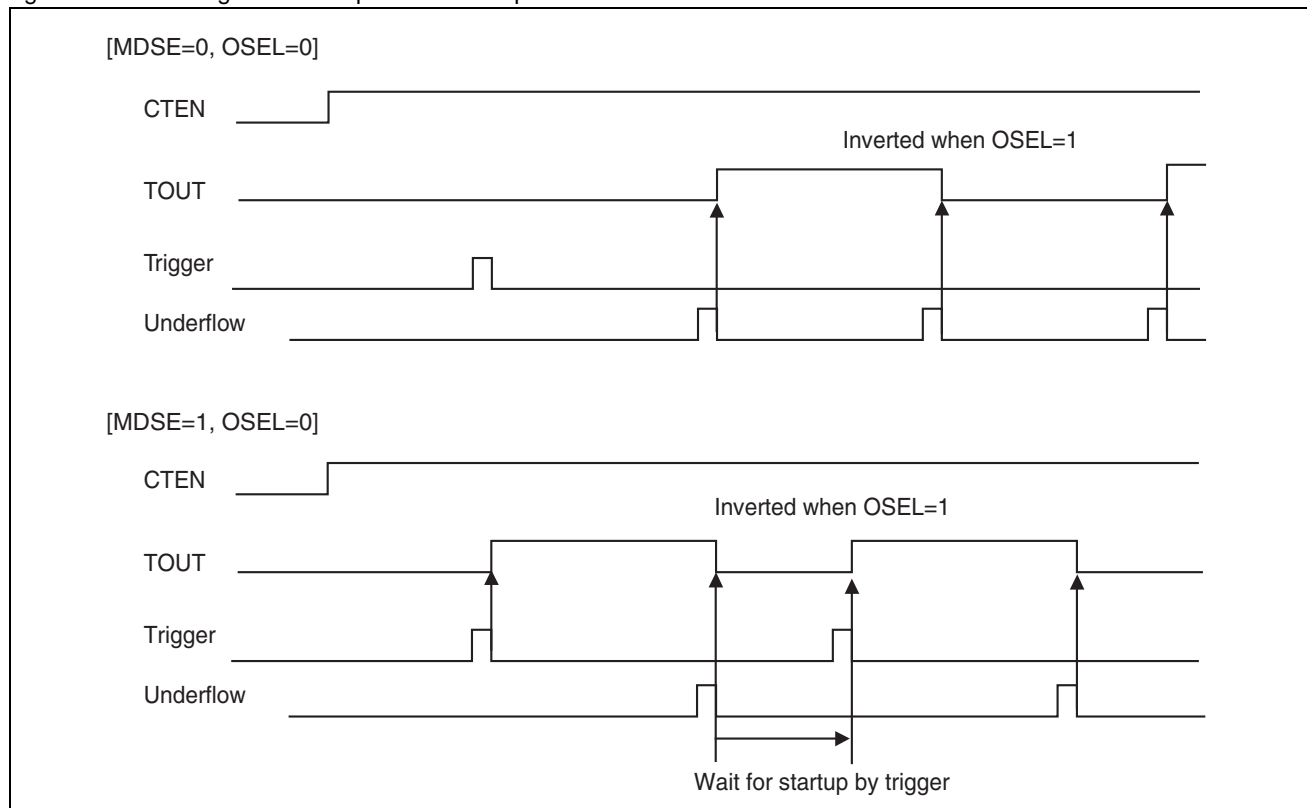 [MDSE=0, OSEL=0]
CTEN
Inverted when OSEL=1
TOUT
Trigger
Underflow
[MDSE=1, OSEL=0]
CTEN
Inverted when OSEL=1
TOUT
Trigger
Underflow
Wait for startup by trigger